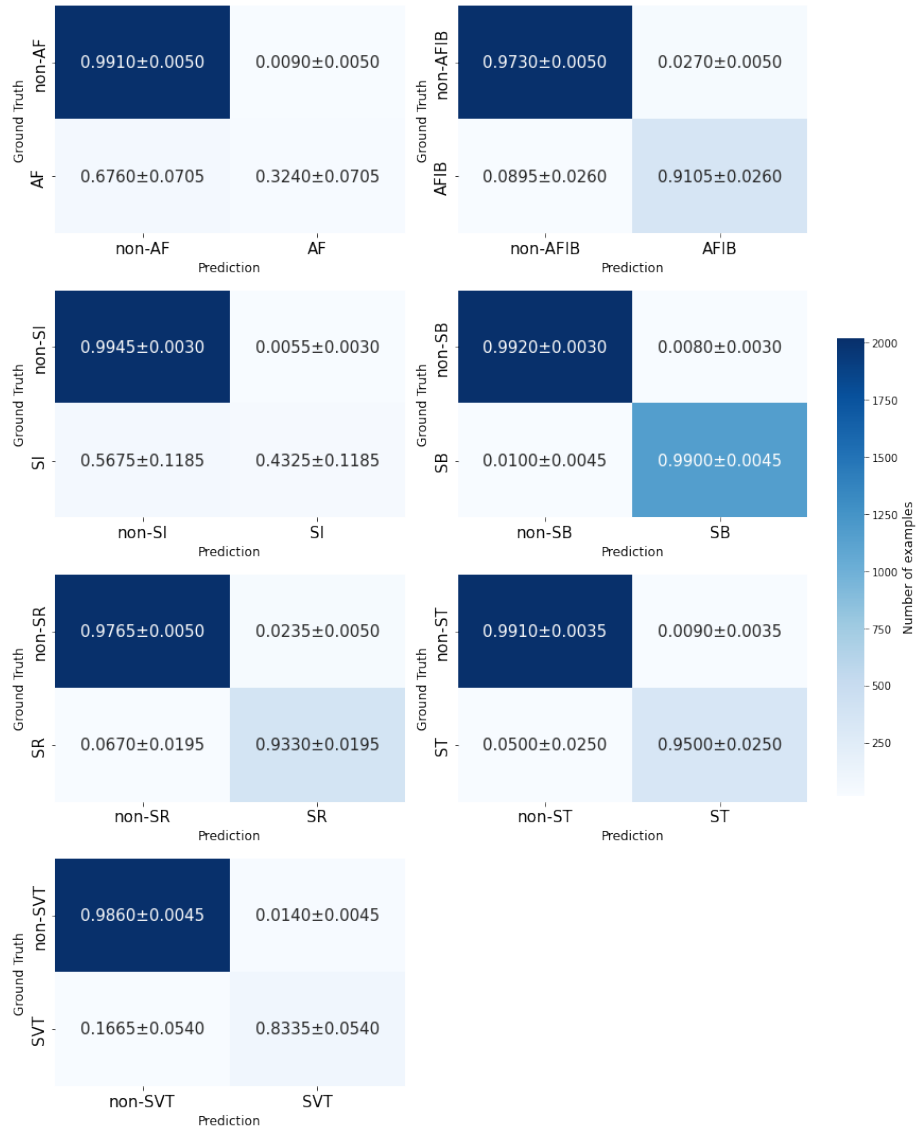 Ground Truth
non-AF
0.9910±0.0050
0.0090±0.0050
AF
0.6760±0.0705
0.3240±0.0705
non-AF
AF
Prediction
Ground Truth
non-AFIB
0.9730±0.0050
0.0270±0.0050
AFIB
0.0895±0.0260
0.9105±0.0260
non-AFIB
AFIB
Prediction
Ground Truth
non-SI
0.9945±0.0030
0.0055±0.0030
SI
0.5675±0.1185
0.4325±0.1185
non-SI
SI
Prediction
Ground Truth
non-SB
0.9920±0.0030
0.0080±0.0030
SB
0.0100±0.0045
0.9900±0.0045
non-SB
SB
Prediction
Ground Truth
non-SR
0.9765±0.0050
0.0235±0.0050
SR
0.0670±0.0195
0.9330±0.0195
non-SR
SR
Prediction
Ground Truth
non-ST
0.9910±0.0035
0.0090±0.0035
ST
0.0500±0.0250
0.9500±0.0250
non-ST
ST
Prediction
Ground Truth
non-SVT
0.9860±0.0045
0.0140±0.0045
SVT
0.1665±0.0540
0.8335±0.0540
non-SVT
SVT
Prediction
2000
1750
1500
1250
1000
750
500
250
Number of examples